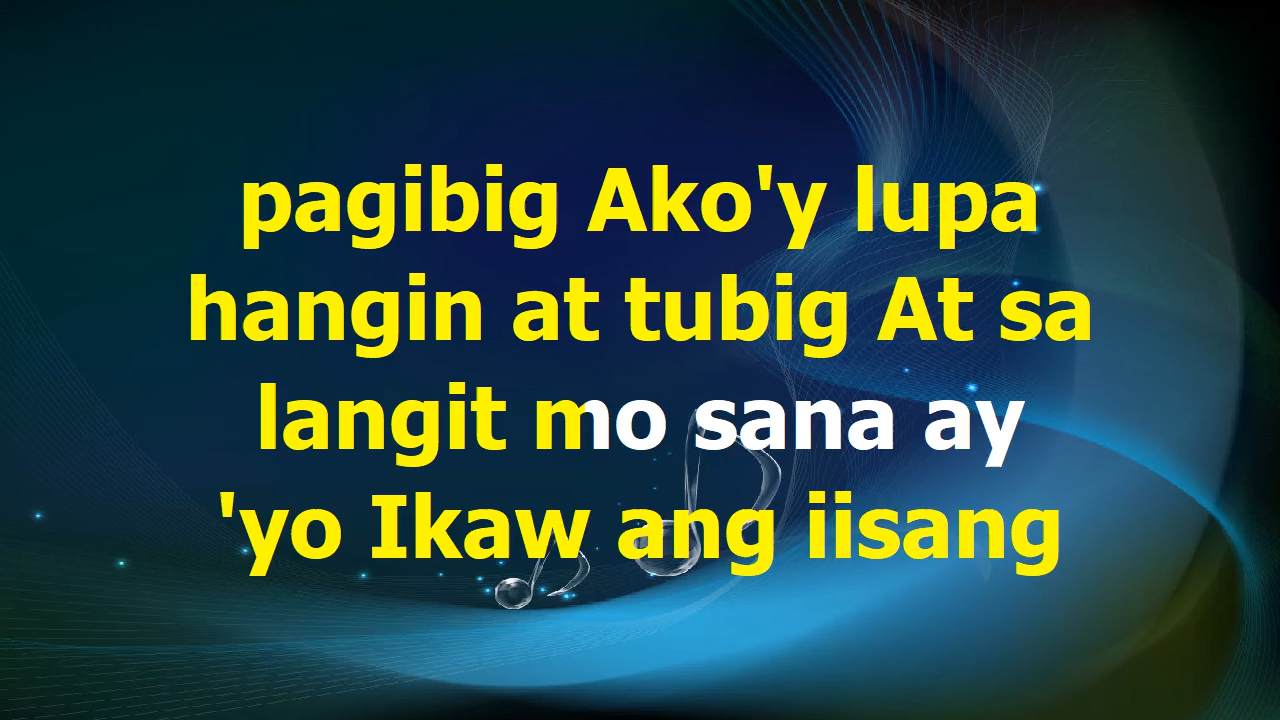 pagibig Ako'y lupa
hangin at tubig At sa
langit mo sana ay
'yo Ikaw ang iisang